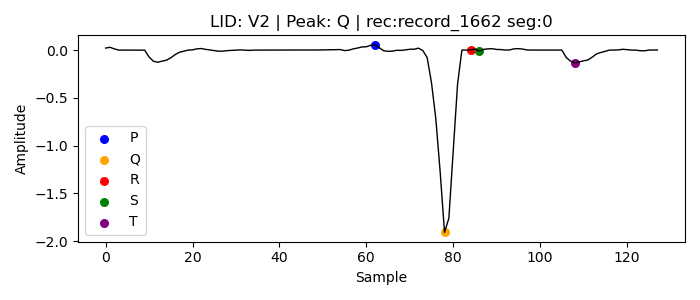 LID: V2 | Peak: Q | rec:record_1662 seg:0
Amplitude
0.0
−0.5
−1.0
−1.5
−2.0
P
Q
R
S
T
0
20
40
60
80
100
120
Sample